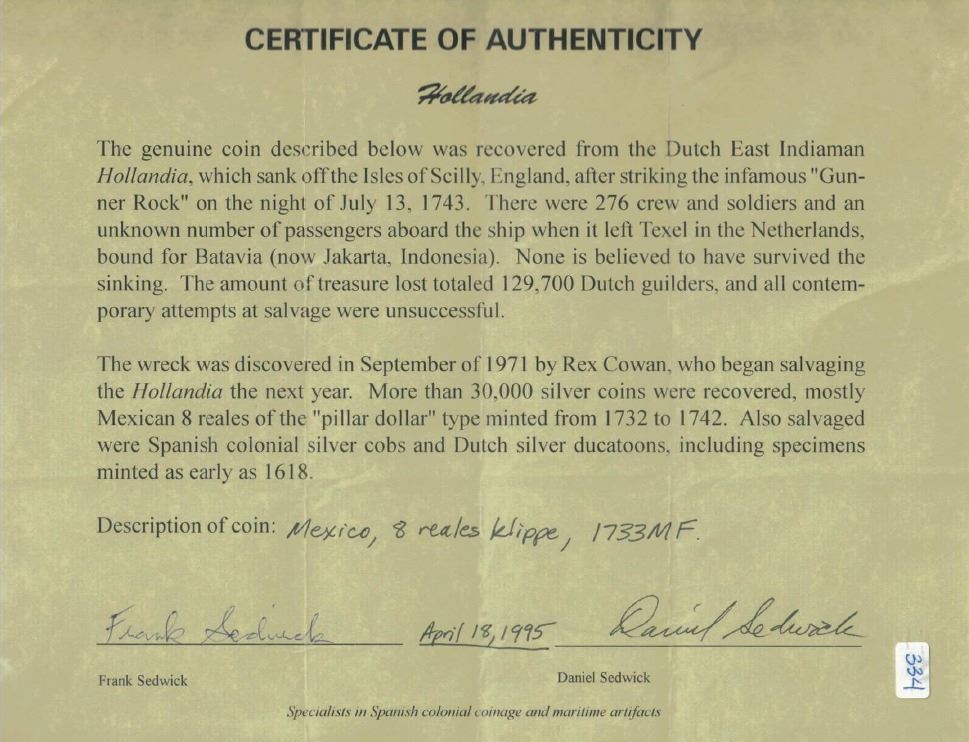 CERTIFICATE OF AUTHENTICITY
Hollandia
The genuine coin described below was recovered from the Dutch East Indiaman
Hollandia, which sank off the Isles of Scilly, England, after striking the infamous "Gun-
ner Rock" on the night of July 13, 1743. There were 276 crew and soldiers and an
unknown number of passengers aboard the ship when it left Texel in the Netherlands,
bound for Batavia (now Jakarta, Indonesia). None is believed to have survived the
sinking. The amount of treasure lost totaled 129,700 Dutch guilders, and all contem-
porary attempts at salvage were unsuccessful.
The wreck was discovered in September of 1971 by Rex Cowan, who began salvaging
the Hollandia the next year. More than 30,000 silver coins were recovered, mostly
Mexican 8 reales of the "pillar dollar" type minted from 1732 to 1742. Also salvaged
were Spanish colonial silver cobs and Dutch silver ducatoons, including specimens
minted as early as 1618.
Description of coin: Mexico, 8 reales klippe, 1733MF.
Frank Sedwick April 18, 1995 Daniel Sedwick
Frank Sedwick Daniel Sedwick
334
Specialists in Spanish colonial coinage and maritime artifacts